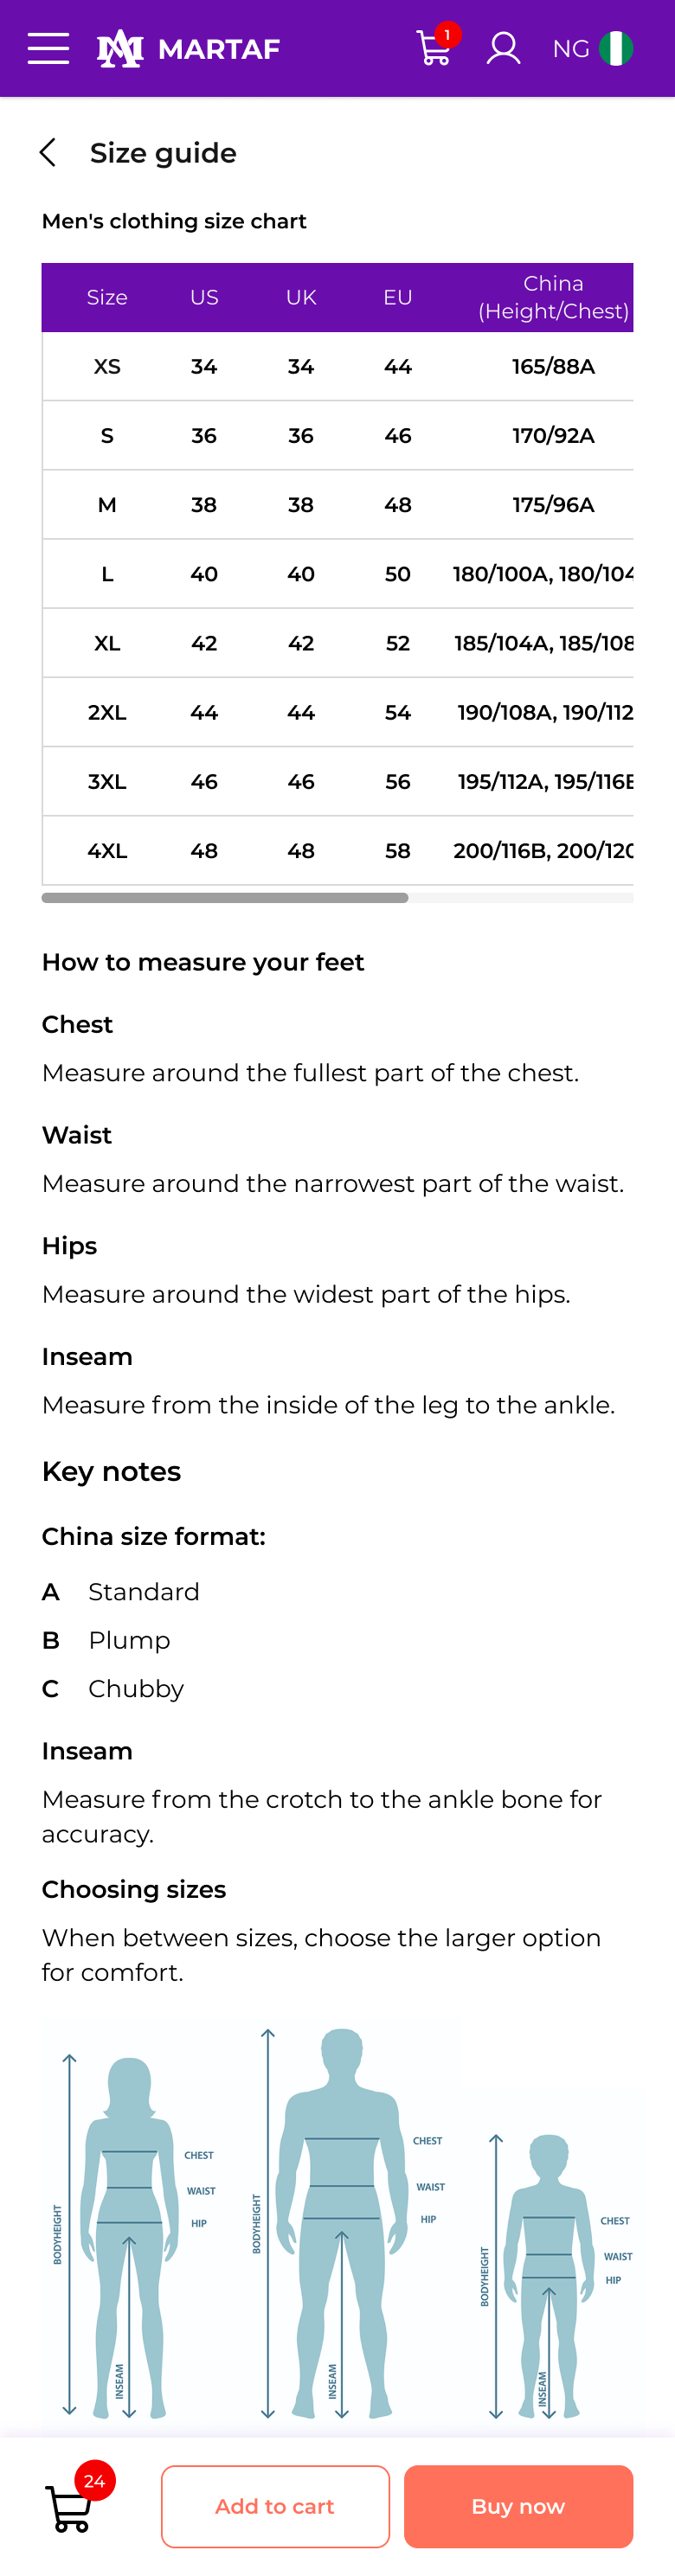 MARTAF
1
NG
Size guide
Men's clothing size chart
Size US UK EU China (Height/Chest)
XS 34 34 44 165/88A
S 36 36 46 170/92A
M 38 38 48 175/96A
L 40 40 50 180/100A, 180/104
XL 42 42 52 185/104A, 185/108
2XL 44 44 54 190/108A, 190/112
3XL 46 46 56 195/112A, 195/116B
4XL 48 48 58 200/116B, 200/120
How to measure your feet
Chest
Measure around the fullest part of the chest.
Waist
Measure around the narrowest part of the waist.
Hips
Measure around the widest part of the hips.
Inseam
Measure from the inside of the leg to the ankle.
Key notes
China size format:
A Standard
B Plump
C Chubby
Inseam
Measure from the crotch to the ankle bone for
accuracy.
Choosing sizes
When between sizes, choose the larger option
for comfort.
BODYHEIGHT
CHEST
WAIST
HIP
INSEAM
BODYHEIGHT
CHEST
WAIST
HIP
INSEAM
BODYHEIGHT
CHEST
WAIST
HIP
INSEAM
24
Add to cart
Buy now